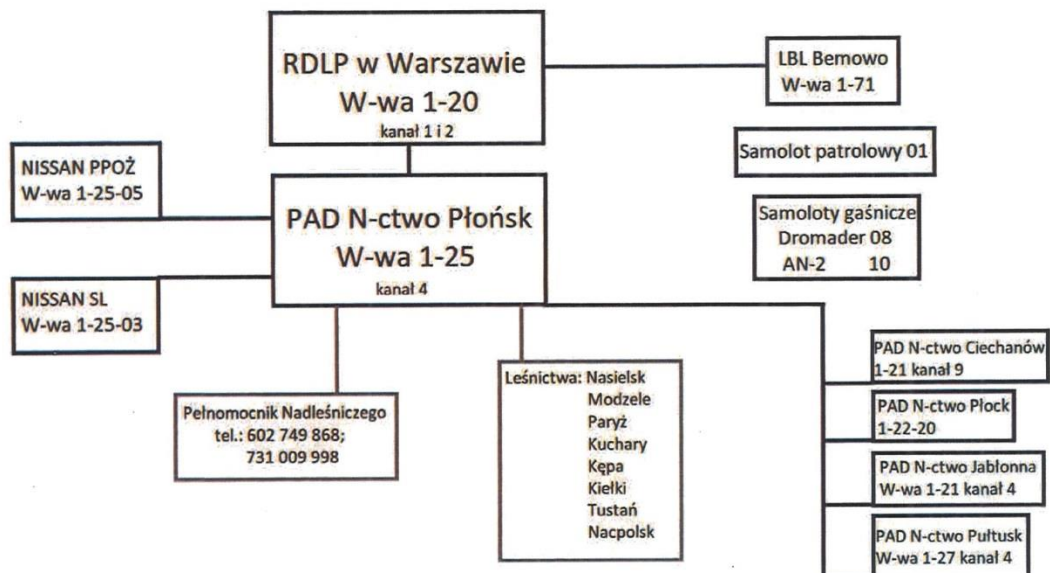 RDLP w Warszawie
W-wa 1-20
kanał 1 i 2
LBL Bemowo
W-wa 1-71
Samolot patrolowy 01
NISSAN PPOŻ
W-wa 1-25-05
PAD N-ctwo Płońsk
W-wa 1-25
kanał 4
Samoloty gaśnicze
Dromader 08
AN-2 10
NISSAN SL
W-wa 1-25-03
Pełnomocnik Nadleśniczego
tel.: 602 749 868;
731 009 998
Leśnictwa: Nasielsk
Modzele
Paryż
Kuchary
Kępa
Kiełki
Tustań
Nacpolsk
PAD N-ctwo Ciechanów
1-21 kanał 9
PAD N-ctwo Płock
1-22-20
PAD N-ctwo Jabłonna
W-wa 1-21 kanał 4
PAD N-ctwo Pułtusk
W-wa 1-27 kanał 4